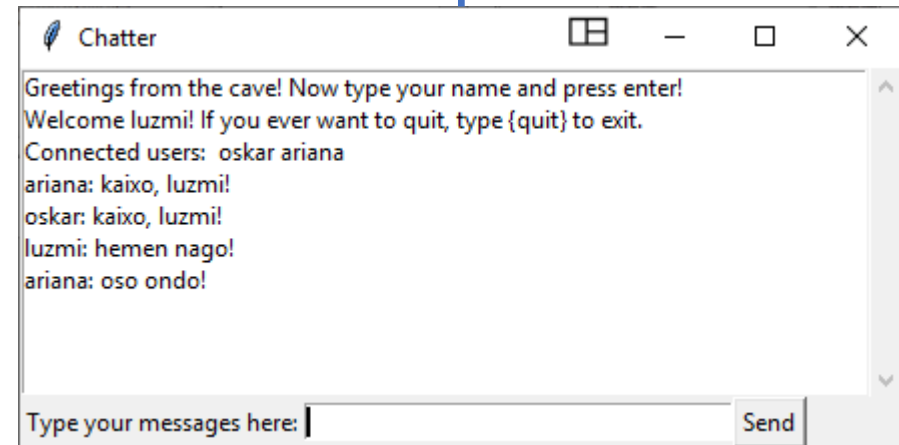 Chatter
Greetings from the cave! Now type your name and press enter!
Welcome luzmi! If you ever want to quit, type {quit} to exit.
Connected users:  oskar ariana
ariana: kaixo, luzmi!
oskar: kaixo, luzmi!
luzmi: hemen nago!
ariana: oso ondo!
Type your messages here: Send